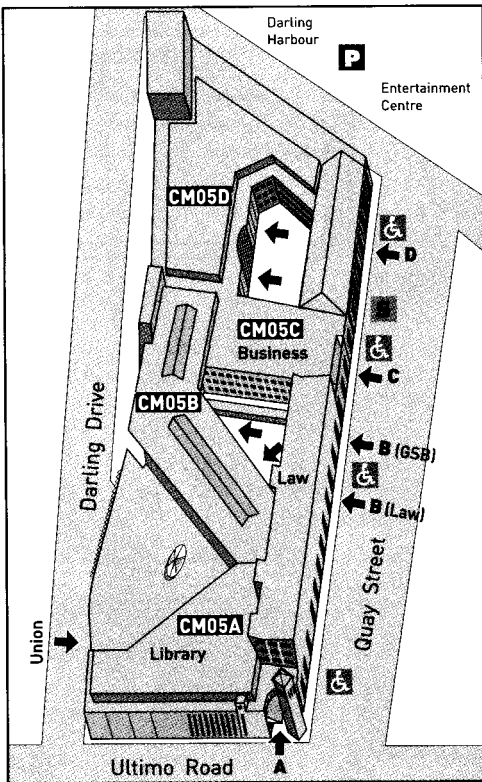 Darling
Harbour
P
Entertainment
Centre
CM05D
D
CM05C
Business
C
CM05B
B (GSB)
Law
B (Law)
Darling Drive
Quay Street
CM05A
Library
Union
Ultimo Road
A